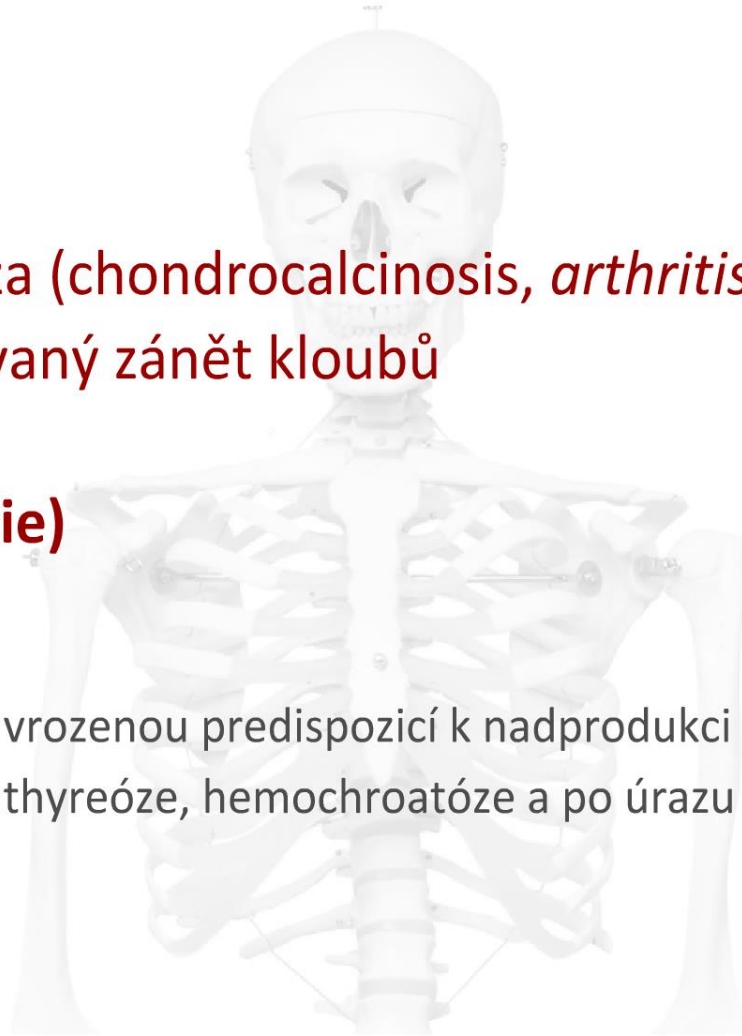 za (chondrocalcinosis, arthritis
vaný zánět kloubů
ie)
vrozenou predispozicí k nadprodukci
thyreóze, hemochroatóze a po úrazu